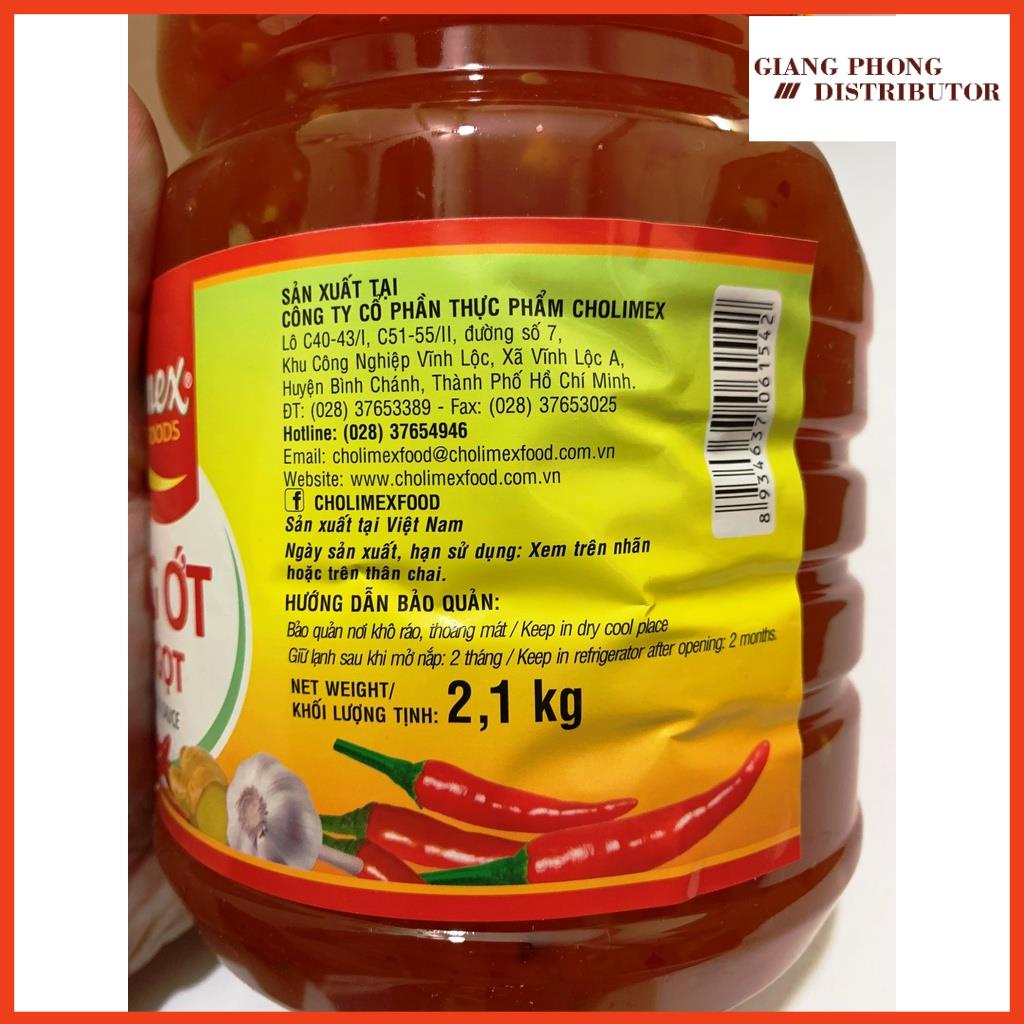 GIANG PHONG
DISTRIBUTOR
SẢN XUẤT TẠI
CÔNG TY CỔ PHẦN THỰC PHẨM CHOLIMEX
Lô C40-43/I, C51-55/II, đường số 7,
Khu Công Nghiệp Vĩnh Lộc, Xã Vĩnh Lộc A,
Huyện Bình Chánh, Thành Phố Hồ Chí Minh.
ĐT: (028) 37653389 - Fax: (028) 37653025
Hotline: (028) 37654946
Email: cholimexfood@cholimexfood.com.vn
Website: www.cholimexfood.com.vn
CHOLIMEXFOOD
Sản xuất tại Việt Nam
Ngày sản xuất, hạn sử dụng: Xem trên nhãn
hoặc trên thân chai.
HƯỚNG DẪN BẢO QUẢN:
Bảo quản nơi khô ráo, thoáng mát / Keep in dry cool place
Giữ lạnh sau khi mở nắp: 2 tháng / Keep in refrigerator after opening: 2 months.
NET WEIGHT/
KHỐI LƯỢNG TỊNH: 2,1 kg
8934637061542
ỚT